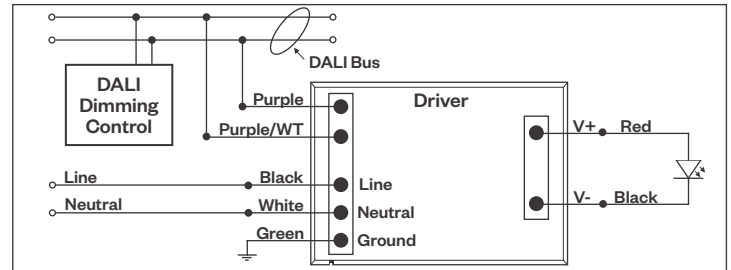 DALI Bus
DALI
Dimming
Control
Driver
Purple
Purple/WT
V+ Red
Line Black Line
Neutral White Neutral
V- Black
Green Ground